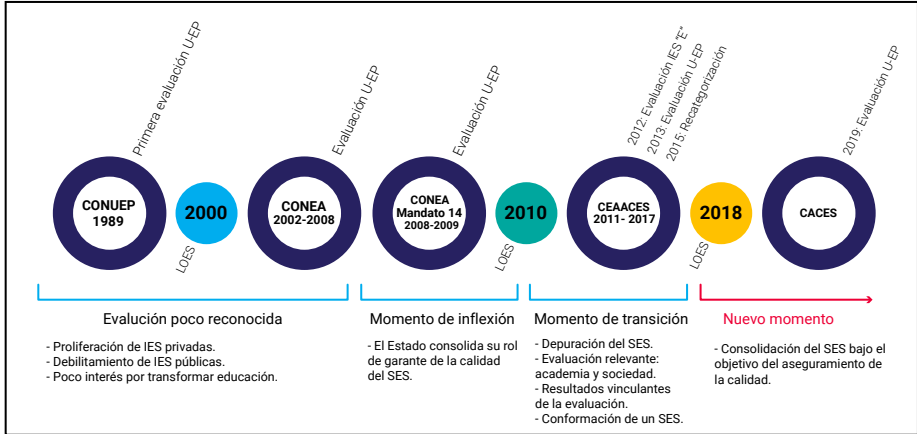 Primera evaluación U-EP
Evaluación U-EP
Evaluación U-EP
2012: Evaluación IES "E"
2013: Evaluación U-EP
2015: Recategorización
2019: Evaluación U-EP
CONUEP
1989
2000
LOES
CONEA
2002-2008
CONEA
Mandato 14
2008-2009
2010
LOES
CEAACES
2011- 2017
2018
LOES
CACES
Evalución poco reconocida
- Proliferación de IES privadas.
- Debilitamiento de IES públicas.
- Poco interés por transformar educación.
Momento de inflexión
- El Estado consolida su rol
de garante de la calidad
del SES.
Momento de transición
- Depuración del SES.
- Evaluación relevante:
academia y sociedad.
- Resultados vinculantes
de la evaluación.
- Conformación de un SES.
Nuevo momento
- Consolidación del SES bajo el
objetivo del aseguramiento de
la calidad.